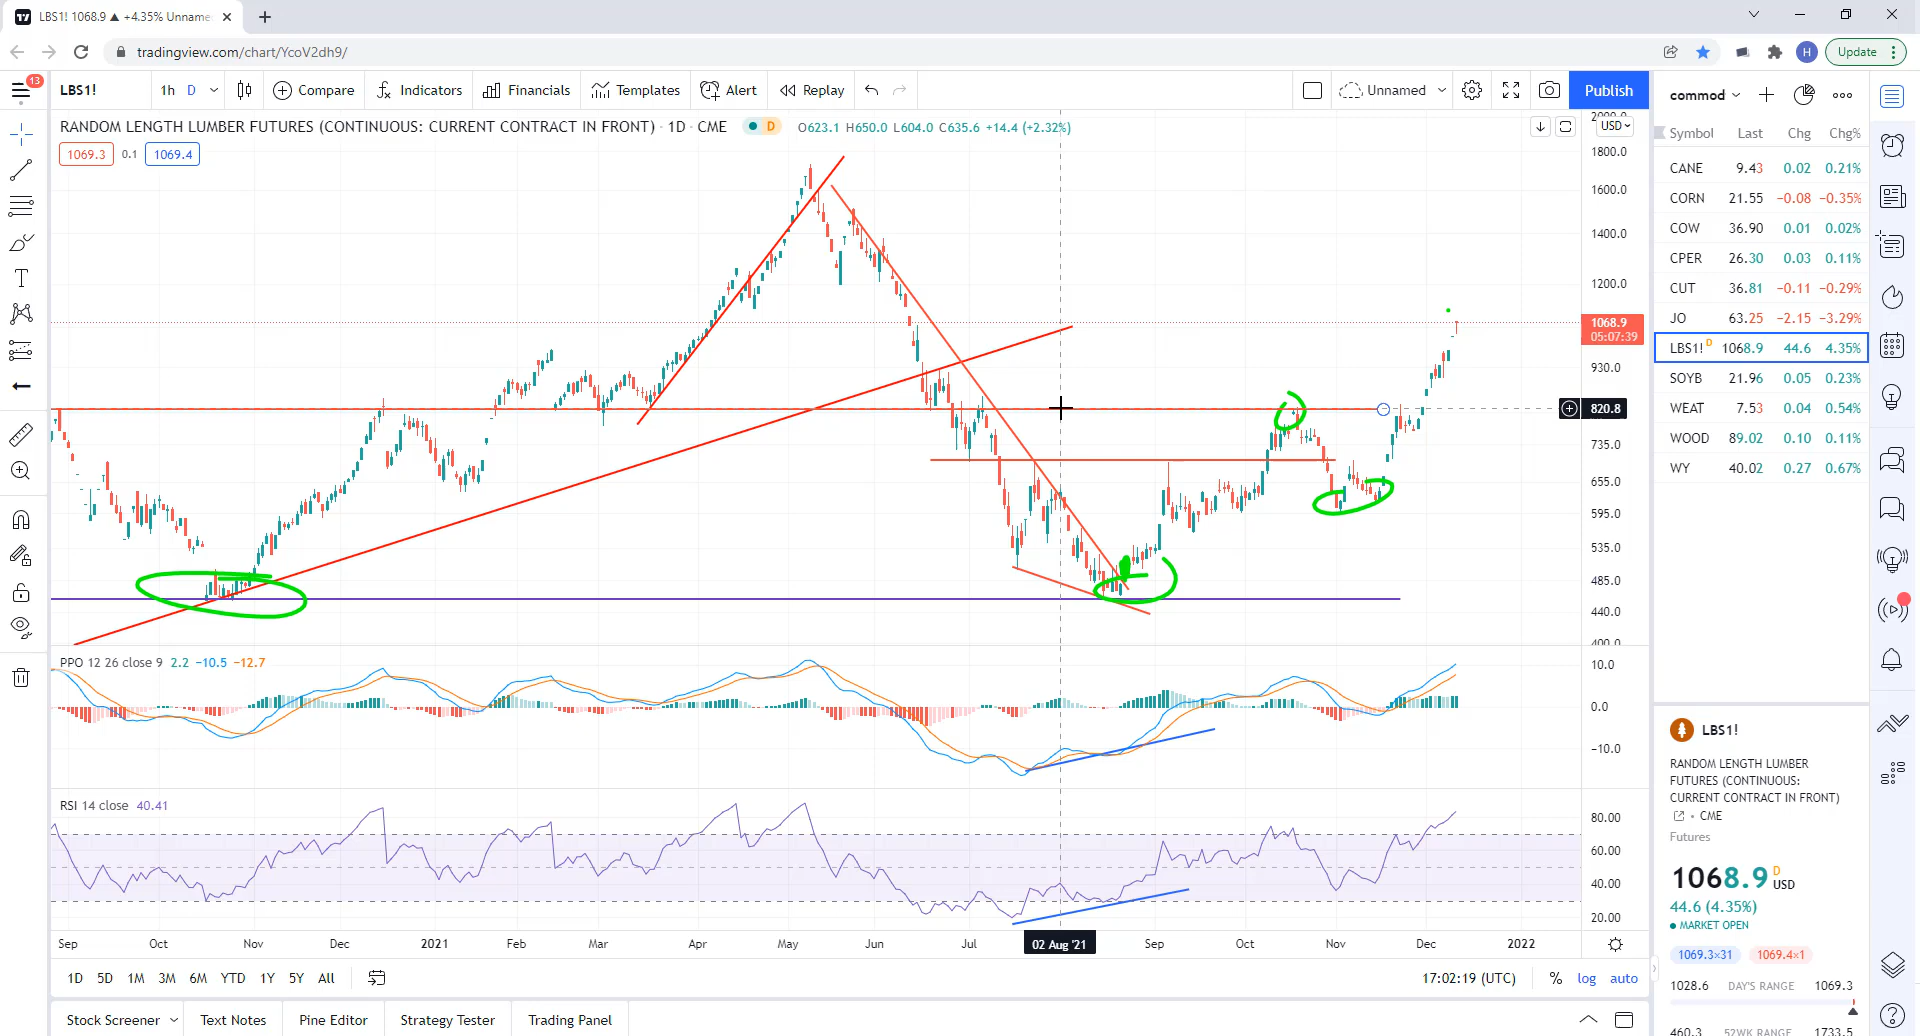 LBS1! 1068.9 ▲ +4.35% Unname
tradingview.com/chart/YcoV2dh9/
H
Update
13
LBS1!
1h D
Compare
Indicators
Financials
Templates
Alert
Replay
Unnamed
Publish
RANDOM LENGTH LUMBER FUTURES (CONTINUOUS: CURRENT CONTRACT IN FRONT) · 1D · CME
D
O623.1 H650.0 L604.0 C635.6 +14.4 (+2.32%)
1069.3 0.1 1069.4
USD
1800.0
1600.0
1400.0
1200.0
1068.9
05:07:39
930.0
820.8
735.0
655.0
595.0
535.0
485.0
440.0
400.0
PPO 12 26 close 9 2.2 −10.5 −12.7
10.0
0.0
−10.0
RSI 14 close 40.41
80.00
60.00
40.00
20.00
Sep Oct Nov Dec 2021 Feb Mar Apr May Jun Jul 02 Aug '21 Sep Oct Nov Dec 2022
1D 5D 1M 3M 6M YTD 1Y 5Y All
17:02:19 (UTC) % log auto
Stock Screener Text Notes Pine Editor Strategy Tester Trading Panel
commod
Symbol Last Chg Chg%
CANE 9.43 0.02 0.21%
CORN 21.55 −0.08 −0.35%
COW 36.90 0.01 0.02%
CPER 26.30 0.03 0.11%
CUT 36.81 −0.11 −0.29%
JO 63.25 −2.15 −3.29%
LBS1! D 1068.9 44.6 4.35%
SOYB 21.96 0.05 0.23%
WEAT 7.53 0.04 0.54%
WOOD 89.02 0.10 0.11%
WY 40.02 0.27 0.67%
LBS1!
RANDOM LENGTH LUMBER
FUTURES (CONTINUOUS:
CURRENT CONTRACT IN FRONT)
• CME
Futures
1068.9 D USD
44.6 (4.35%)
MARKET OPEN
1069.3×31 1069.4×1
1028.6 DAY'S RANGE 1069.3
460.3 52WK RANGE 1733.5